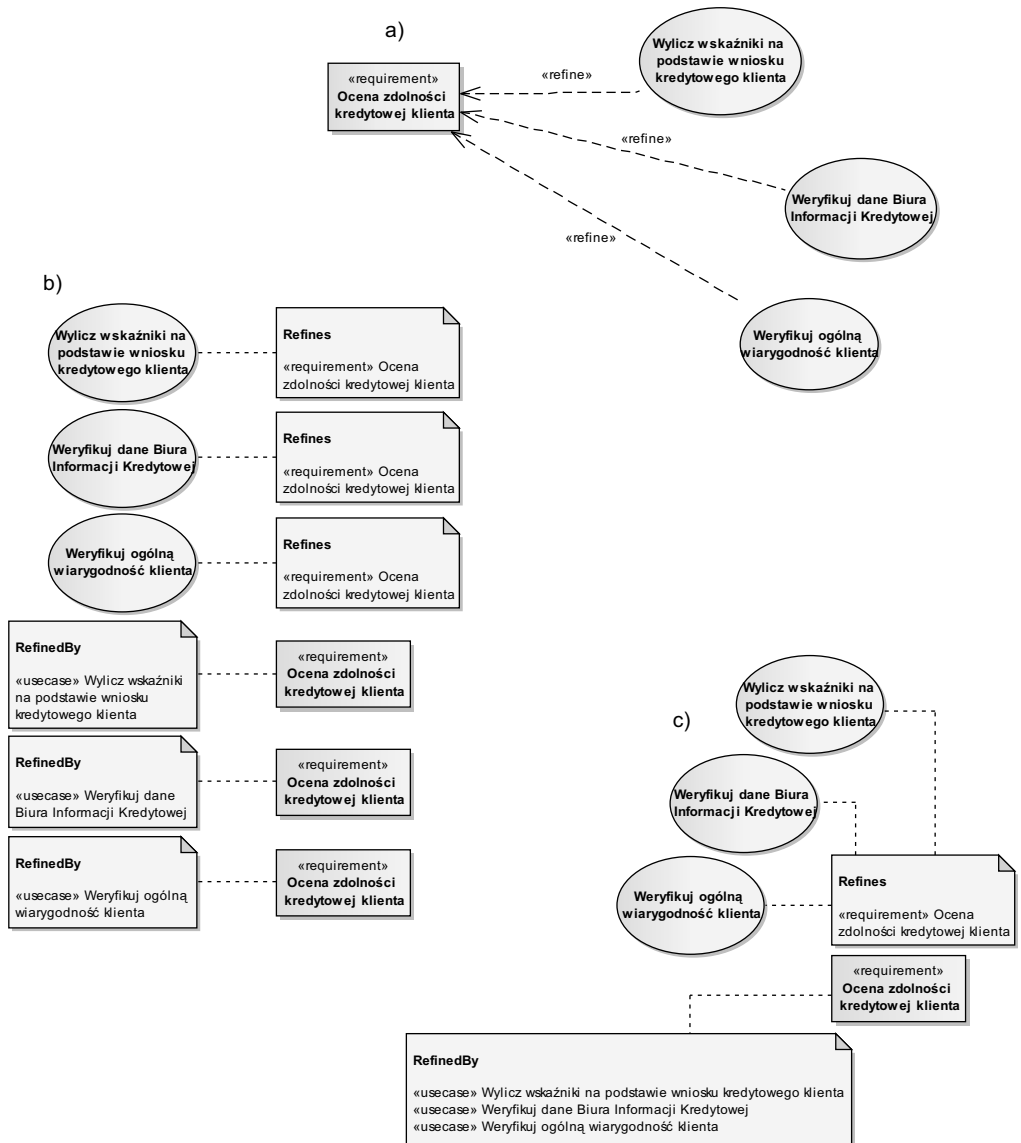 a)
«requirement»
Ocena zdolności
kredytowej klienta
«refine»
Wylicz wskaźniki na
podstawie wniosku
kredytowego klienta
«refine»
Weryfikuj dane Biura
Informacji Kredytowej
«refine»
Weryfikuj ogólną
wiarygodność klienta
b)
Wylicz wskaźniki na
podstawie wniosku
kredytowego klienta
Refines
«requirement» Ocena
zdolności kredytowej klienta
Weryfikuj dane Biura
Informacji Kredytowej
Refines
«requirement» Ocena
zdolności kredytowej klienta
Weryfikuj ogólną
wiarygodność klienta
Refines
«requirement» Ocena
zdolności kredytowej klienta
RefinedBy
«usecase» Wylicz wskaźniki
na podstawie wniosku
kredytowego klienta
«requirement»
Ocena zdolności
kredytowej klienta
RefinedBy
«usecase» Weryfikuj dane
Biura Informacji Kredytowej
«requirement»
Ocena zdolności
kredytowej klienta
RefinedBy
«usecase» Weryfikuj ogólną
wiarygodność klienta
«requirement»
Ocena zdolności
kredytowej klienta
c)
Wylicz wskaźniki na
podstawie wniosku
kredytowego klienta
Weryfikuj dane Biura
Informacji Kredytowej
Weryfikuj ogólną
wiarygodność klienta
Refines
«requirement» Ocena
zdolności kredytowej klienta
«requirement»
Ocena zdolności
kredytowej klienta
RefinedBy
«usecase» Wylicz wskaźniki na podstawie wniosku kredytowego klienta
«usecase» Weryfikuj dane Biura Informacji Kredytowej
«usecase» Weryfikuj ogólną wiarygodność klienta